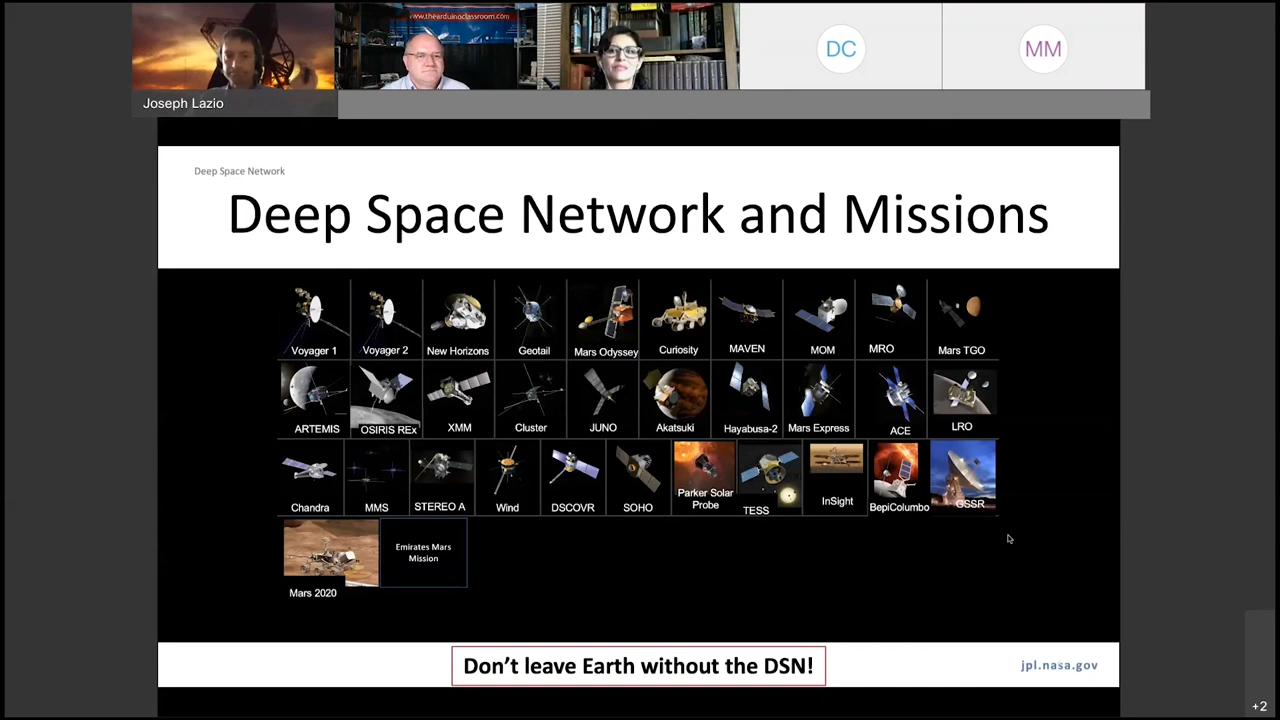 www.thearduinoclassroom.com
DC
MM
Joseph Lazio
Deep Space Network
Deep Space Network and Missions
Voyager 1
Voyager 2
New Horizons
Geotail
Mars Odyssey
Curiosity
MAVEN
MOM
MRO
Mars TGO
ARTEMIS
OSIRIS REx
XMM
Cluster
JUNO
Akatsuki
Hayabusa-2
Mars Express
ACE
LRO
Chandra
MMS
STEREO A
Wind
DSCOVR
SOHO
Parker Solar
Probe
TESS
InSight
BepiColumbo
GSSR
Mars 2020
Emirates Mars
Mission
Don't leave Earth without the DSN!
jpl.nasa.gov
+2